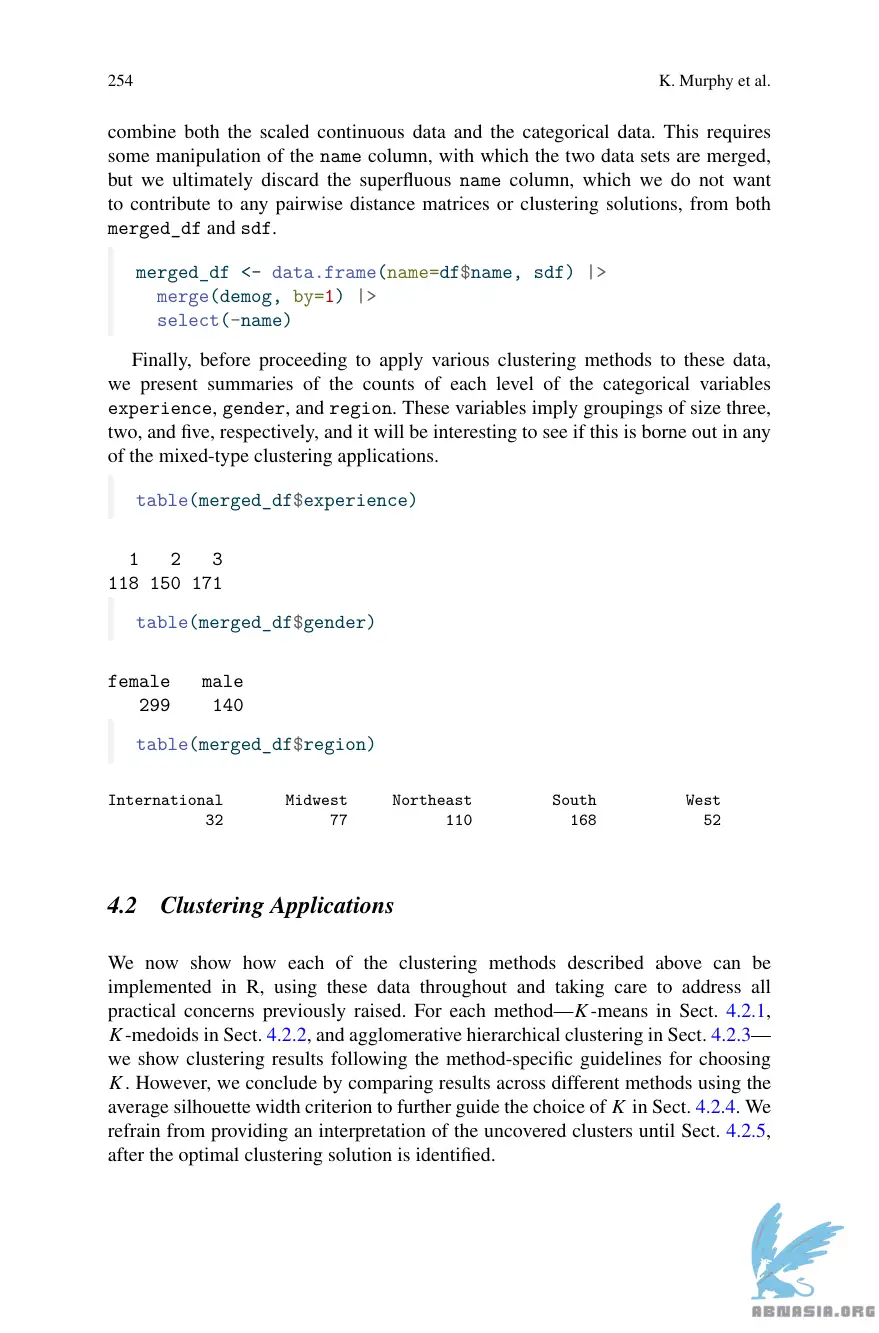 254 K. Murphy et al.
combine both the scaled continuous data and the categorical data. This requires
some manipulation of the name column, with which the two data sets are merged,
but we ultimately discard the superfluous name column, which we do not want
to contribute to any pairwise distance matrices or clustering solutions, from both
merged_df and sdf.
merged_df <- data.frame(name=df$name, sdf) |>
merge(demog, by=1) |>
select(-name)
Finally, before proceeding to apply various clustering methods to these data,
we present summaries of the counts of each level of the categorical variables
experience, gender, and region. These variables imply groupings of size three,
two, and five, respectively, and it will be interesting to see if this is borne out in any
of the mixed-type clustering applications.
table(merged_df$experience)
1 2 3
118 150 171
table(merged_df$gender)
female male
299 140
table(merged_df$region)
International Midwest Northeast South West
32 77 110 168 52
4.2 Clustering Applications
We now show how each of the clustering methods described above can be
implemented in R, using these data throughout and taking care to address all
practical concerns previously raised. For each method—K-means in Sect. 4.2.1,
K-medoids in Sect. 4.2.2, and agglomerative hierarchical clustering in Sect. 4.2.3—
we show clustering results following the method-specific guidelines for choosing
K. However, we conclude by comparing results across different methods using the
average silhouette width criterion to further guide the choice of K in Sect. 4.2.4. We
refrain from providing an interpretation of the uncovered clusters until Sect. 4.2.5,
after the optimal clustering solution is identified.
ABNASIA.ORG